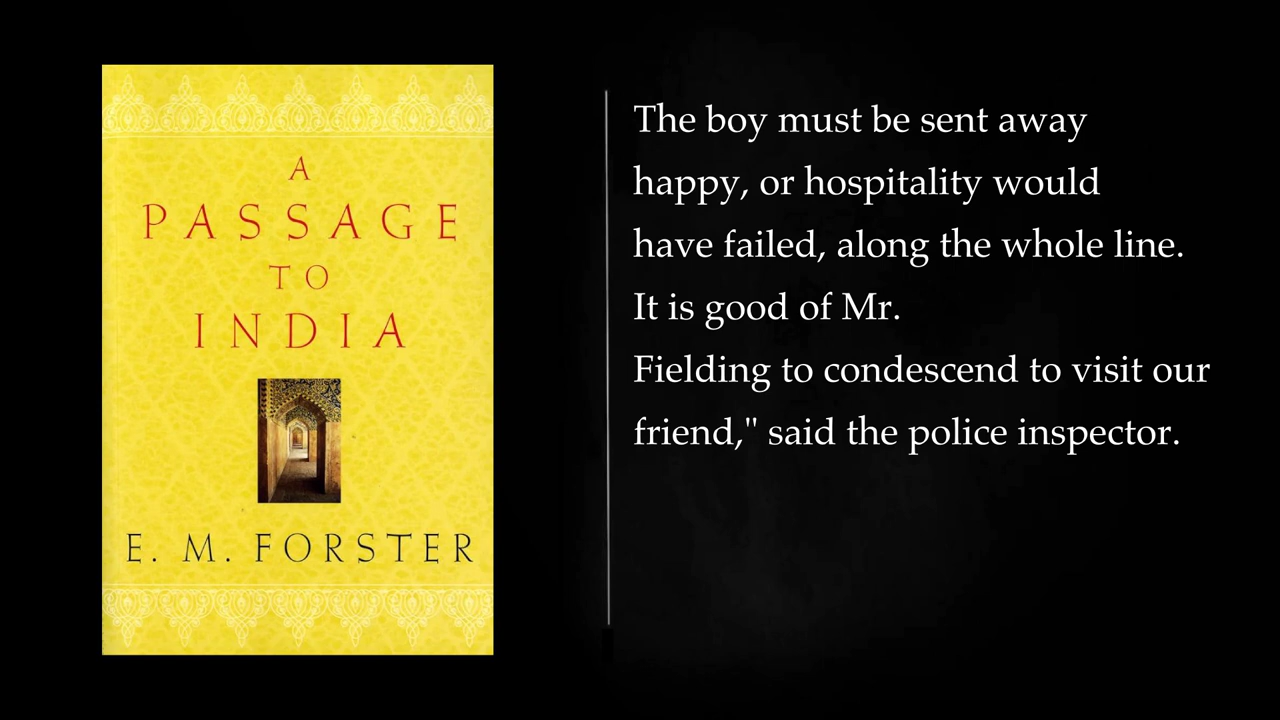 A
PASSAGE
TO
INDIA
E. M. FORSTER
The boy must be sent away
happy, or hospitality would
have failed, along the whole line.
It is good of Mr.
Fielding to condescend to visit our
friend," said the police inspector.